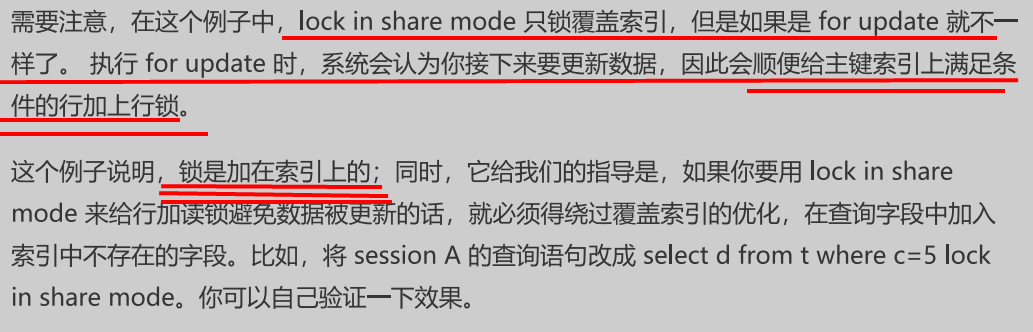 需要注意，在这个例子中，lock in share mode 只锁覆盖索引，但是如果是 for update 就不一
样了。 执行 for update 时，系统会认为你接下来要更新数据，因此会顺便给主键索引上满足条
件的行加上行锁。
这个例子说明，锁是加在索引上的；同时，它给我们的指导是，如果你要用 lock in share
mode 来给行加读锁避免数据被更新的话，就必须得绕过覆盖索引的优化，在查询字段中加入
索引中不存在的字段。比如，将 session A 的查询语句改成 select d from t where c=5 lock
in share mode。你可以自己验证一下效果。